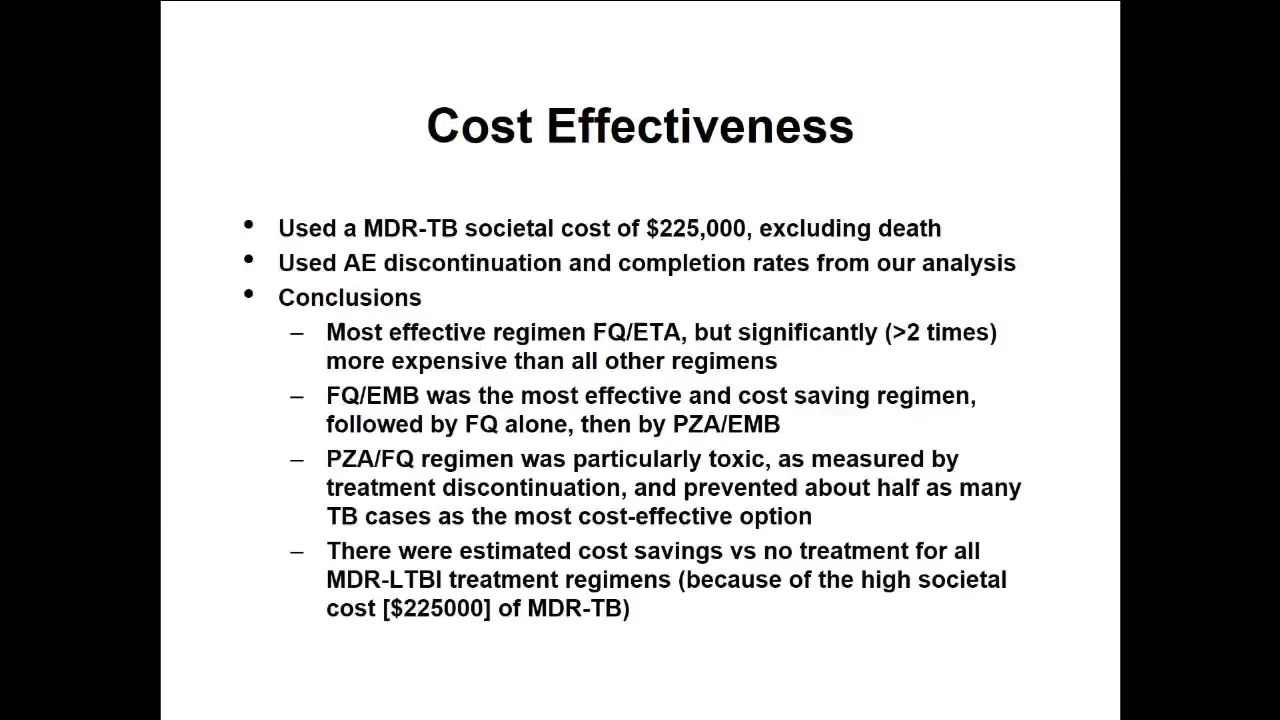 Cost Effectiveness
• Used a MDR-TB societal cost of $225,000, excluding death
• Used AE discontinuation and completion rates from our analysis
• Conclusions
– Most effective regimen FQ/ETA, but significantly (>2 times)
more expensive than all other regimens
– FQ/EMB was the most effective and cost saving regimen,
followed by FQ alone, then by PZA/EMB
– PZA/FQ regimen was particularly toxic, as measured by
treatment discontinuation, and prevented about half as many
TB cases as the most cost-effective option
– There were estimated cost savings vs no treatment for all
MDR-LTBI treatment regimens (because of the high societal
cost [$225000] of MDR-TB)